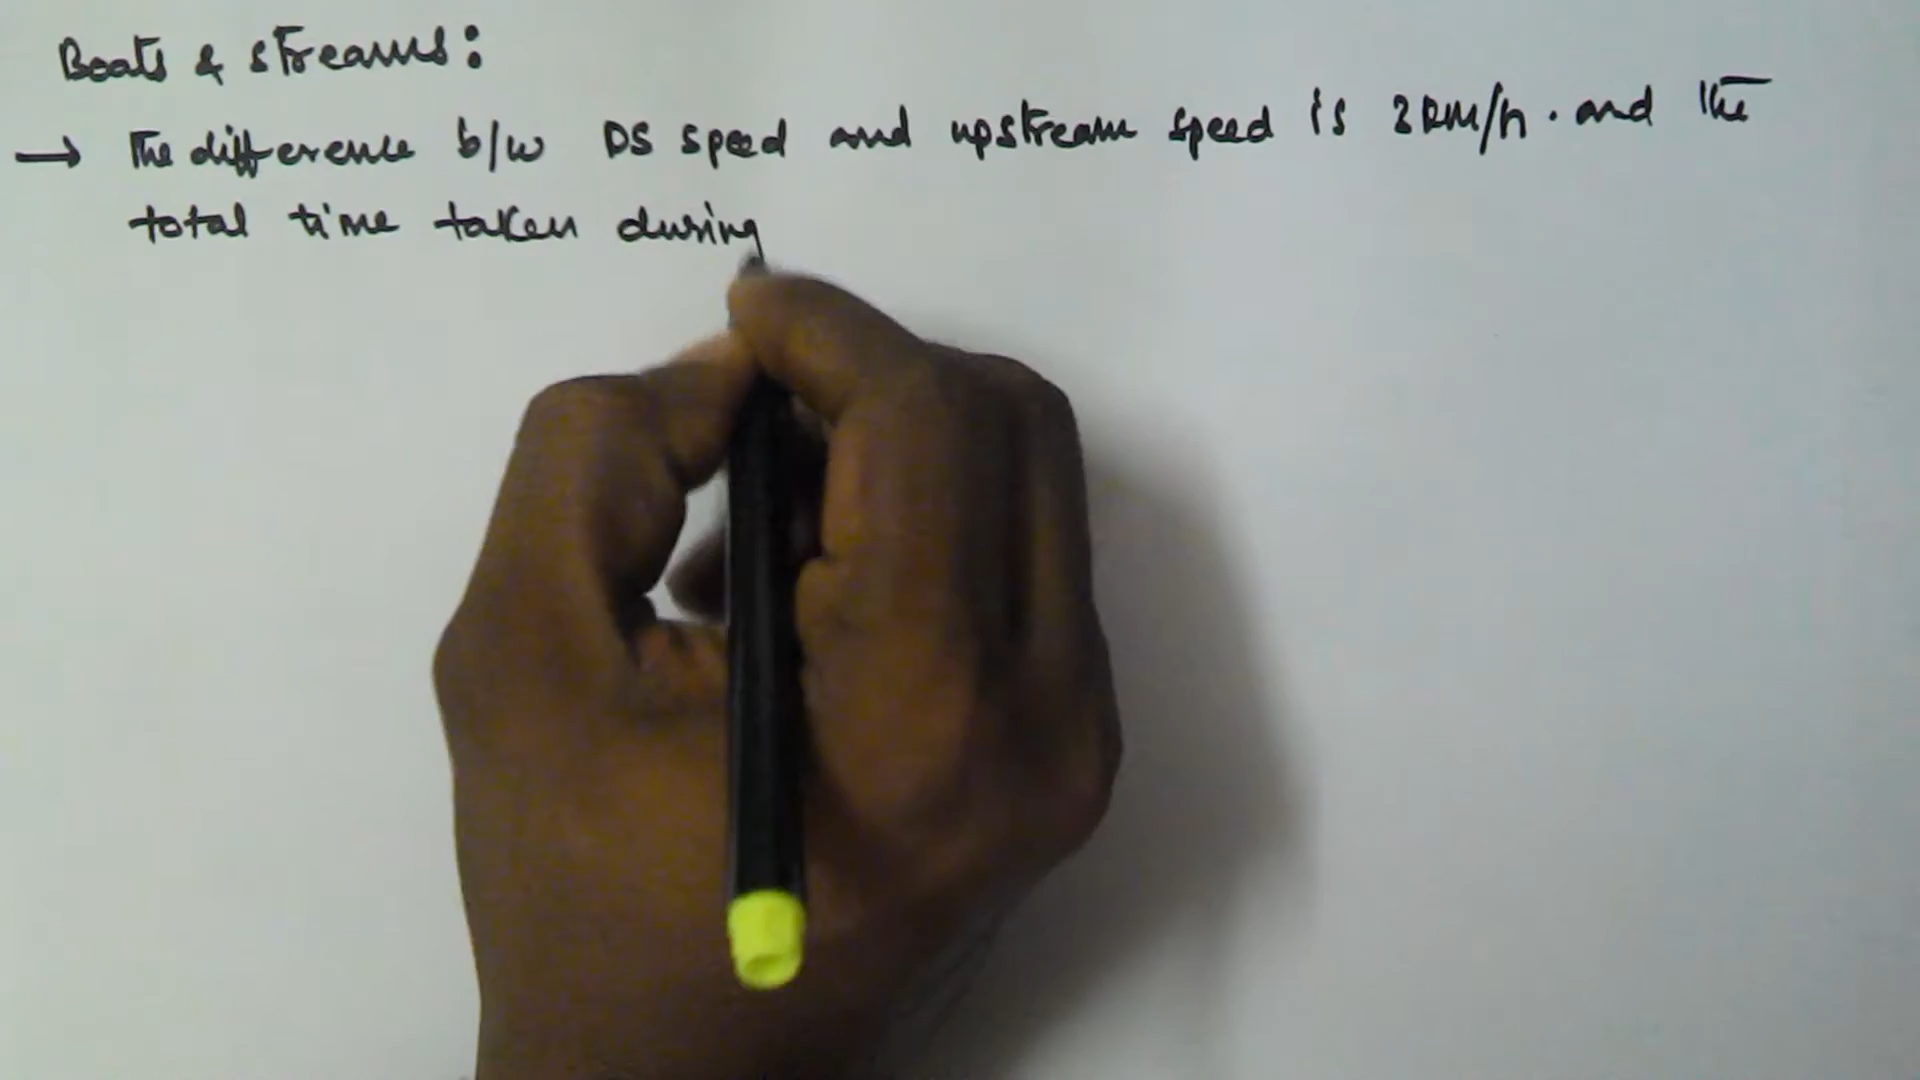 Boats & streams:
→ The difference b/w DS speed and upstream speed is 3km/h . and the
total time taken during